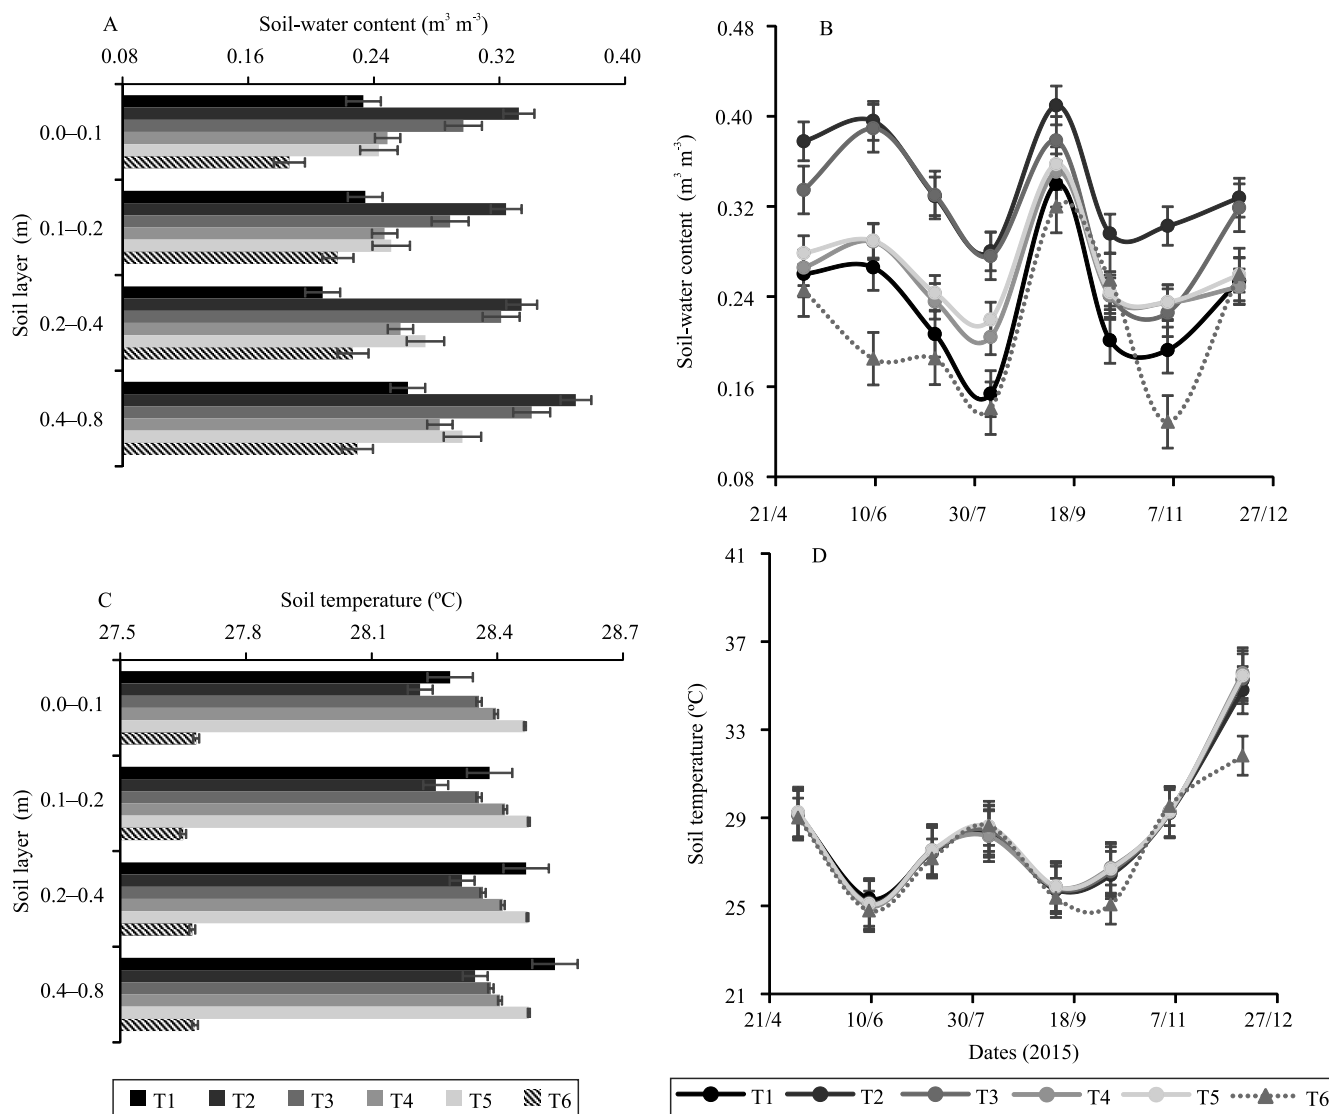 A
Soil-water content (m³ m⁻³)
0.08 0.16 0.24 0.32 0.40
Soil layer (m)
0.0–0.1
0.1–0.2
0.2–0.4
0.4–0.8
B
Soil-water content (m³ m⁻³)
0.48
0.40
0.32
0.24
0.16
0.08
21/4 10/6 30/7 18/9 7/11 27/12
C
Soil temperature (ºC)
27.5 27.8 28.1 28.4 28.7
Soil layer (m)
0.0–0.1
0.1–0.2
0.2–0.4
0.4–0.8
T1 T2 T3 T4 T5 T6
D
Soil temperature (ºC)
41
37
33
29
25
21
21/4 10/6 30/7 18/9 7/11 27/12
Dates (2015)
T1 T2 T3 T4 T5 T6